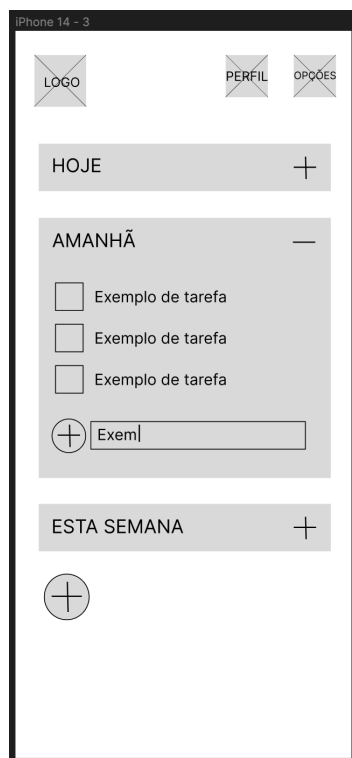 iPhone 14 - 3
LOGO
PERFIL
OPÇÕES
HOJE
AMANHÃ
Exemplo de tarefa
Exemplo de tarefa
Exemplo de tarefa
Exem
ESTA SEMANA